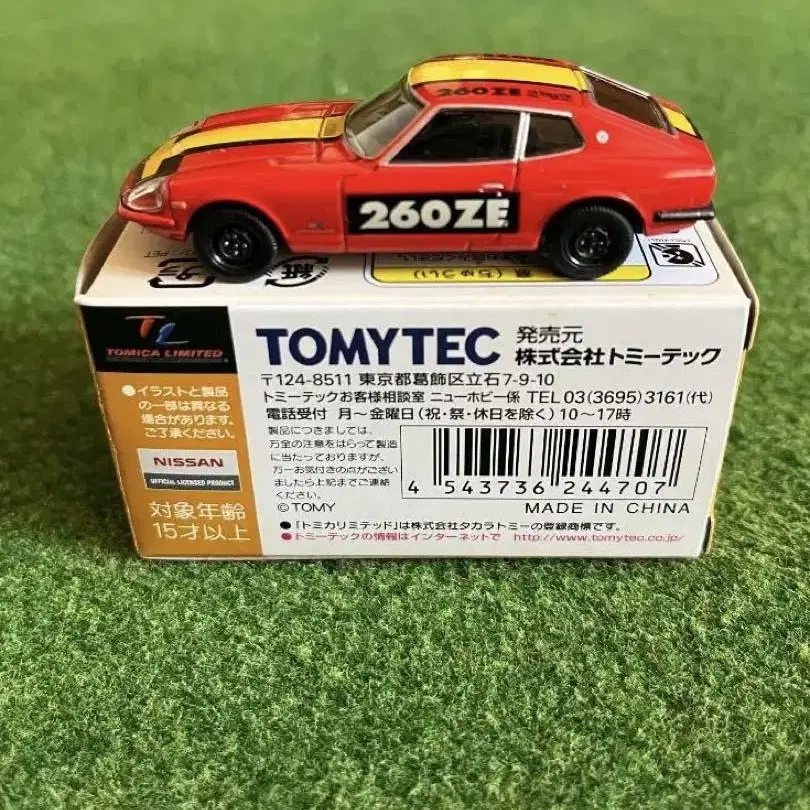 260ZE
260ZE
紙
(ちゅうい)
TL
TOMICA LIMITED
●イラストと製品
の一部は異なる
場合があります。
ご了承ください。
NISSAN
OFFICIAL LICENSED PRODUCT
対象年齢
15才以上
TOMYTEC 発売元
株式会社トミーテック
〒124-8511 東京都葛飾区立石7-9-10
トミーテックお客様相談室 ニューホビー係 TEL 03(3695)3161(代)
電話受付 月~金曜日(祝・祭・休日を除く)10~17時
製品につきましては、
万全の注意をはらって製造
に当たっておりますが、
万一お気付きの点がござい
ましたら上記までご連絡
ください。
©TOMY
4 543736 244707
MADE IN CHINA
●「トミカリミテッド」は株式会社タカラトミーの登録商標です。
●トミーテックの情報はインターネットで http://www.tomytec.co.jp/